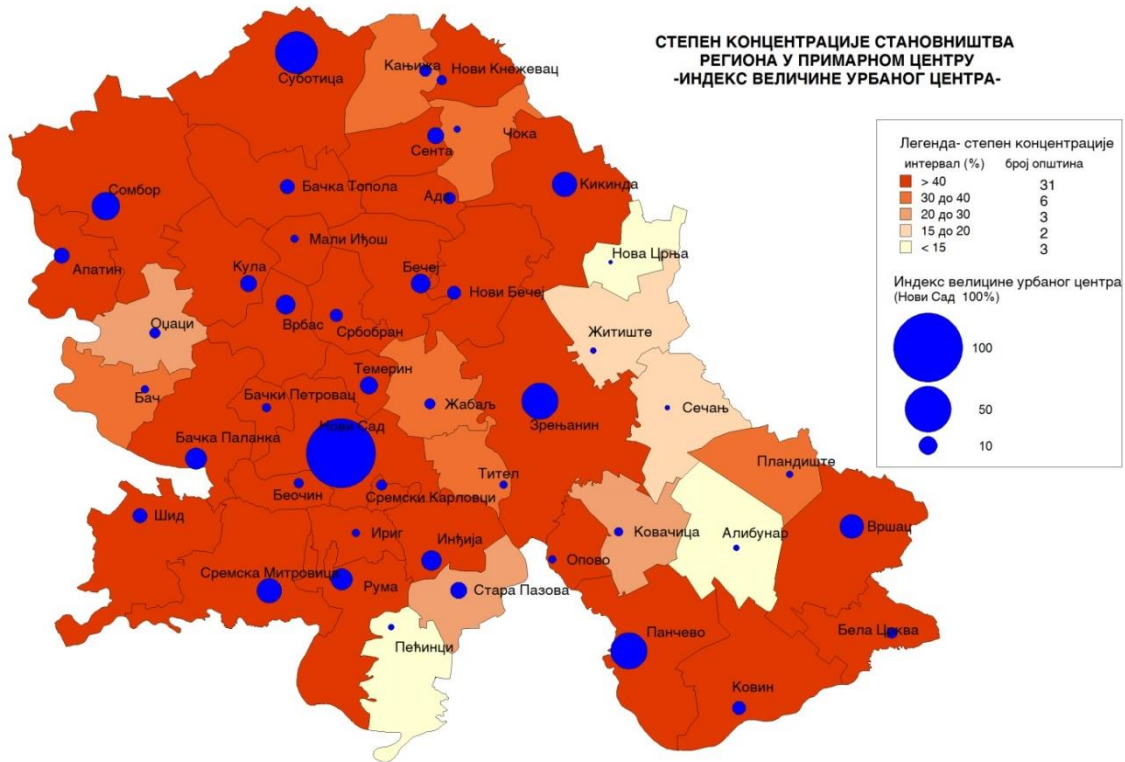 СТЕПЕН КОНЦЕНТРАЦИЈЕ СТАНОВНИШТВА
РЕГИОНА У ПРИМАРНОМ ЦЕНТРУ
-ИНДЕКС ВЕЛИЧИНЕ УРБАНОГ ЦЕНТРА-
Легенда- степен концентрације
интервал (%) број општина
> 40 31
30 до 40 6
20 до 30 3
15 до 20 2
< 15 3
Индекс велицине урбаног центра
(Нови Сад 100%)
100
50
10
Суботица
Кањижа
Нови Кнежевац
Чока
Сента
Бачка Топола
Ада
Кикинда
Сомбор
Мали Иђош
Нова Црња
Апатин
Кула
Бечеј
Нови Бечеј
Оџаци
Врбас
Србобран
Житиште
Темерин
Бач
Бачки Петровац
Жабаљ
Сечањ
Нови Сад
Зрењанин
Бачка Паланка
Тител
Пландиште
Беочин
Сремски Карловци
Шид
Ириг
Инђија
Ковачица
Алибунар
Вршац
Опово
Сремска Митровица
Рума
Стара Пазова
Панчево
Бела Црква
Пећинци
Ковин